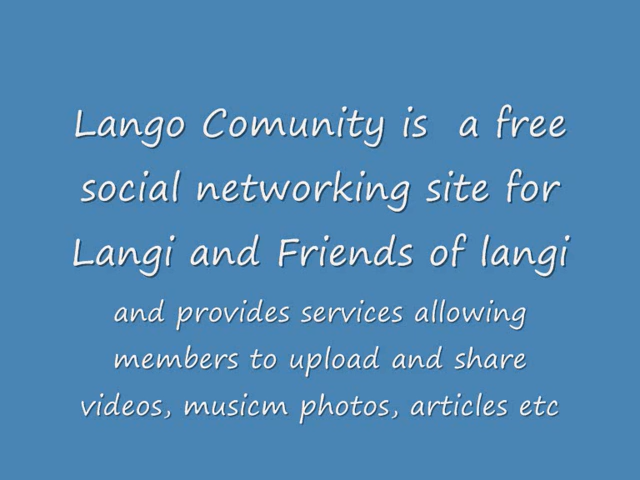 Lango Comunity is  a free
social networking site for
Langi and Friends of langi
and provides services allowing
members to upload and share
videos, musicm photos, articles etc